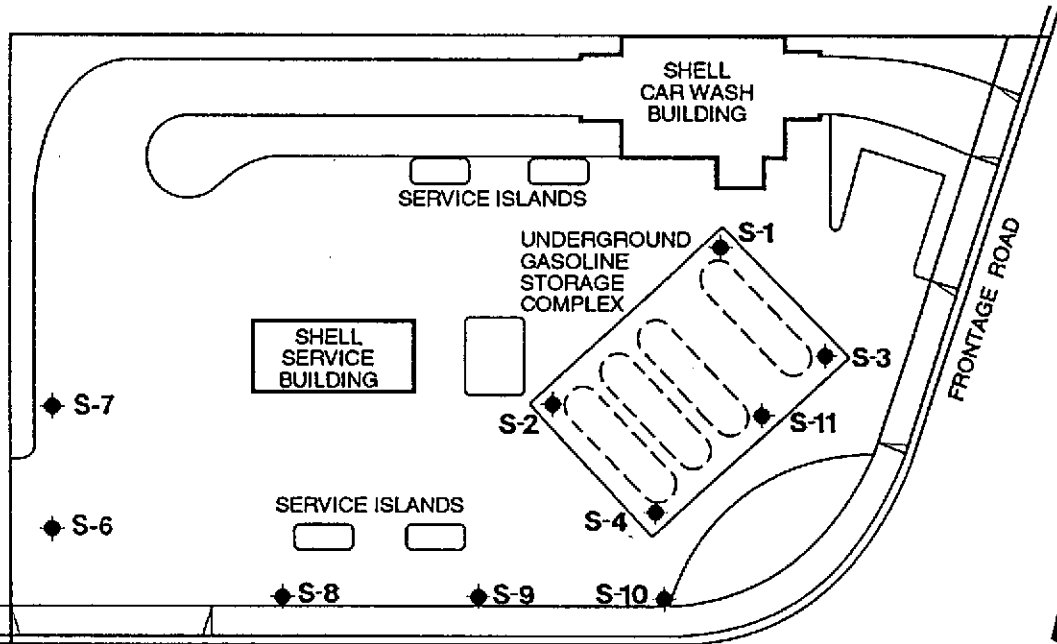 SHELL
CAR WASH
BUILDING
SERVICE ISLANDS
UNDERGROUND
GASOLINE
STORAGE
COMPLEX
S-1
SHELL
SERVICE
BUILDING
S-3
FRONTAGE ROAD
S-7
S-2
S-11
SERVICE ISLANDS
S-4
S-6
S-8
S-9
S-10